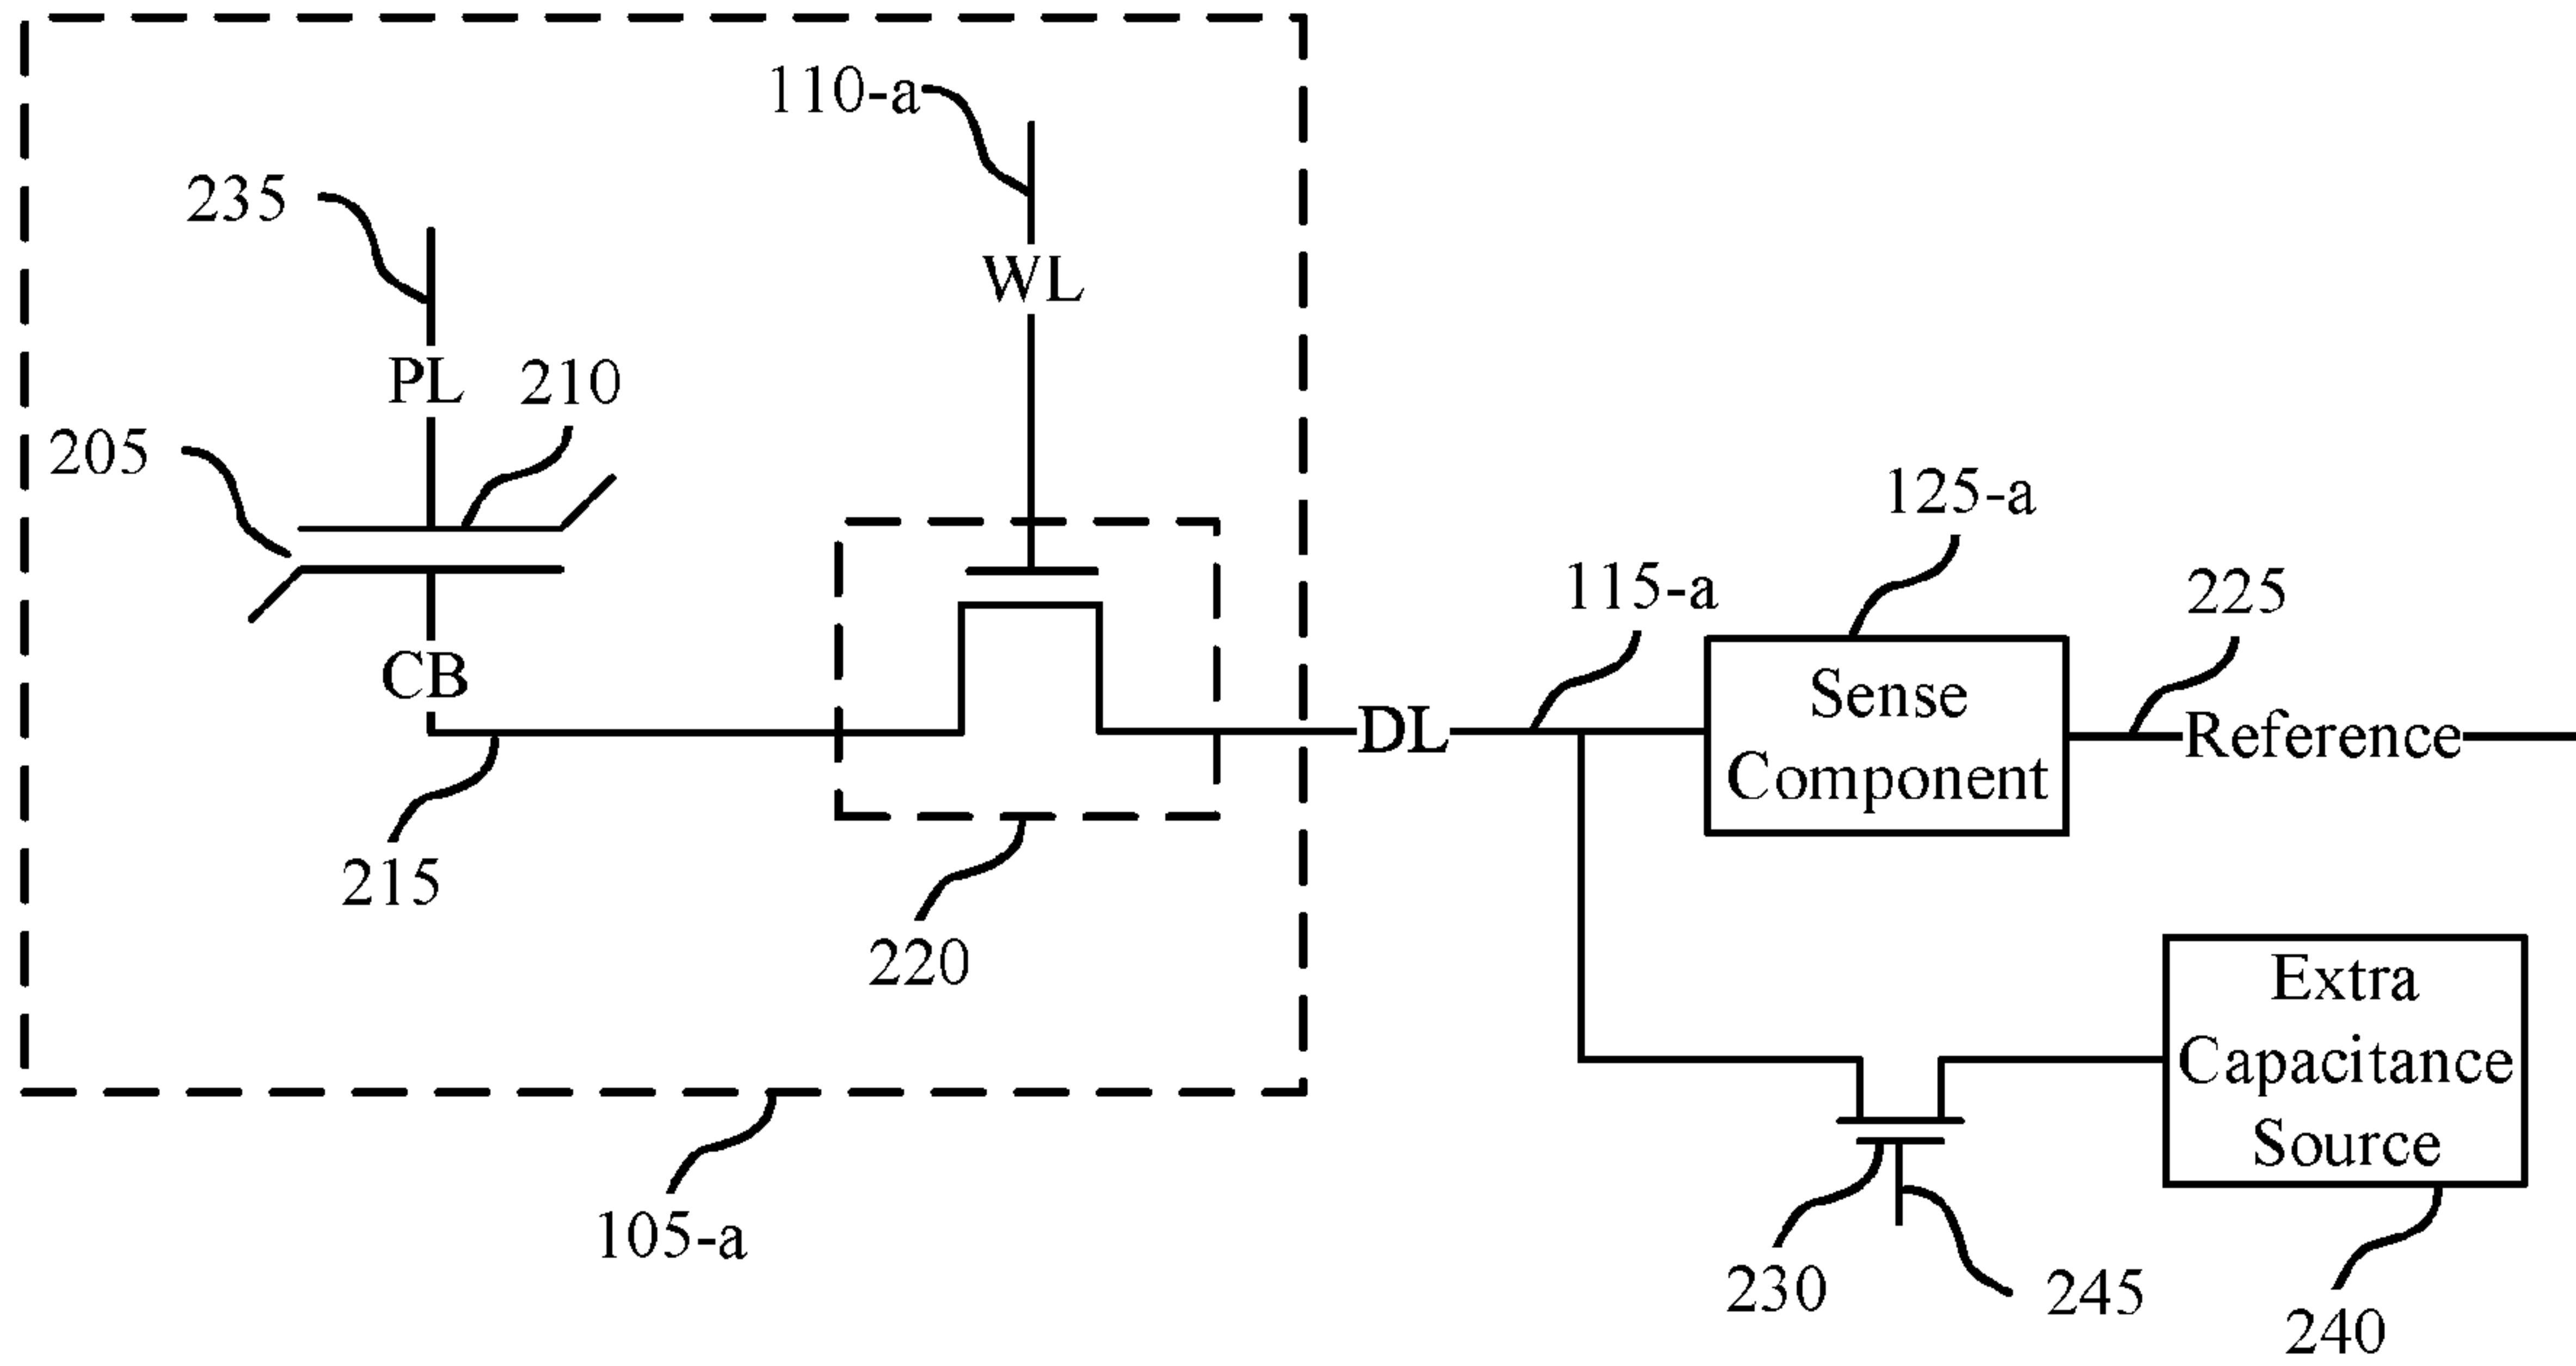 110-a
235
WL
PL
210
205
125-a
115-a
225
CB
Sense
Component
DL
Reference
215
220
Extra
Capacitance
Source
105-a
230
245
240